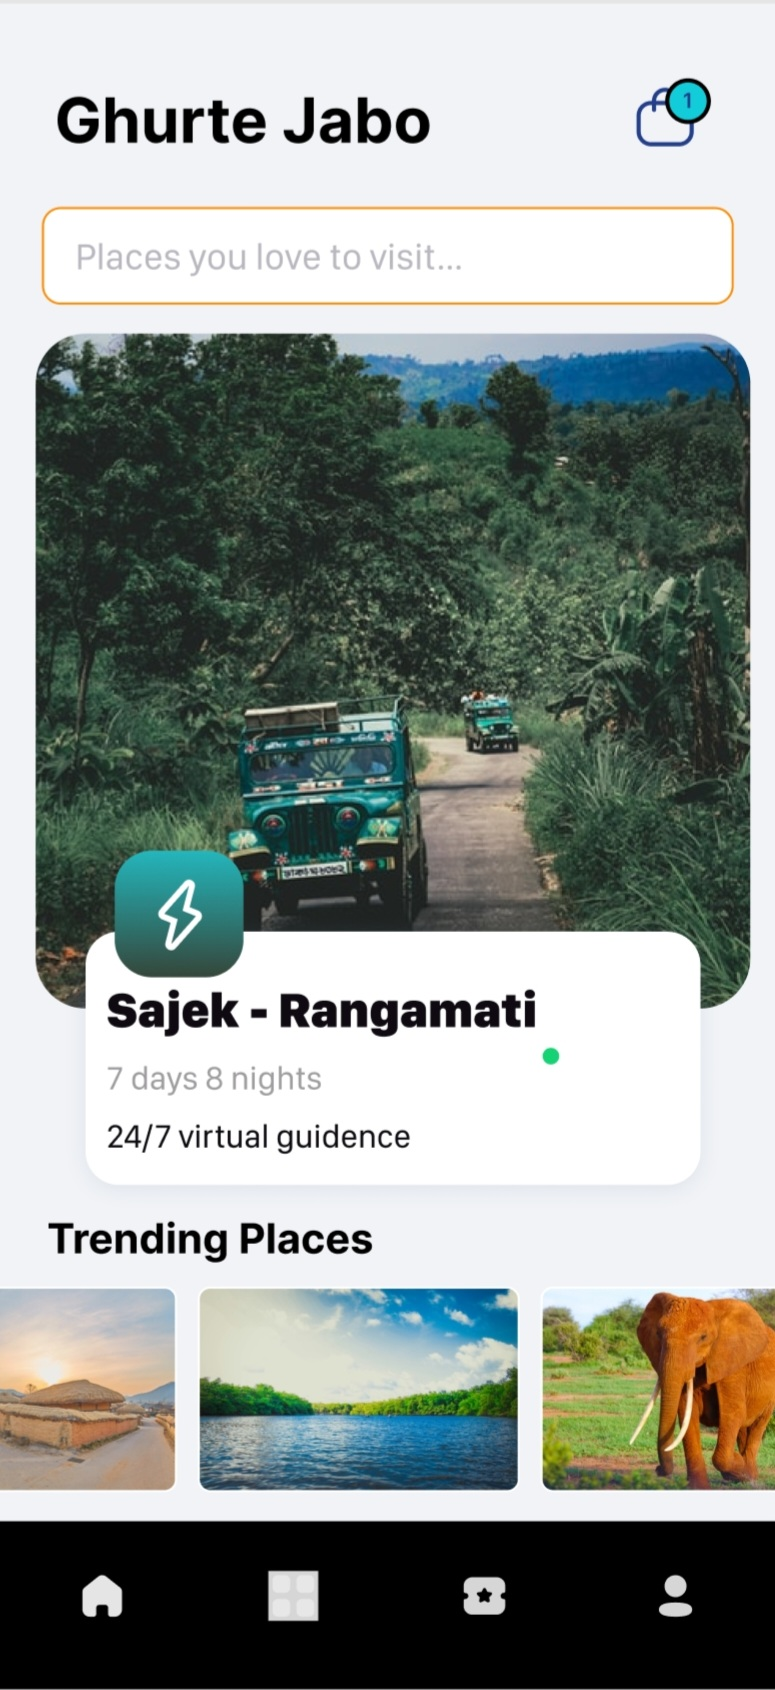 Ghurte Jabo
1
Places you love to visit...
Sajek - Rangamati
7 days 8 nights
24/7 virtual guidence
Trending Places